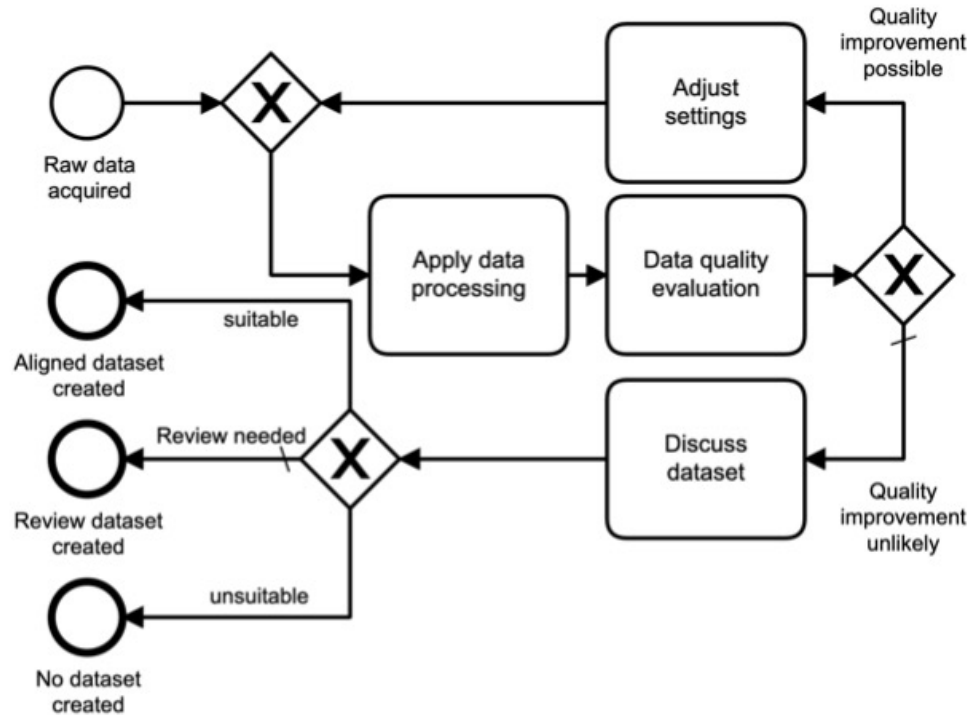 Quality
improvement
possible
Adjust
settings
Raw data
acquired
Apply data
processing
Data quality
evaluation
suitable
Aligned dataset
created
Review needed
Discuss
dataset
Review dataset
created
Quality
improvement
unlikely
unsuitable
No dataset
created